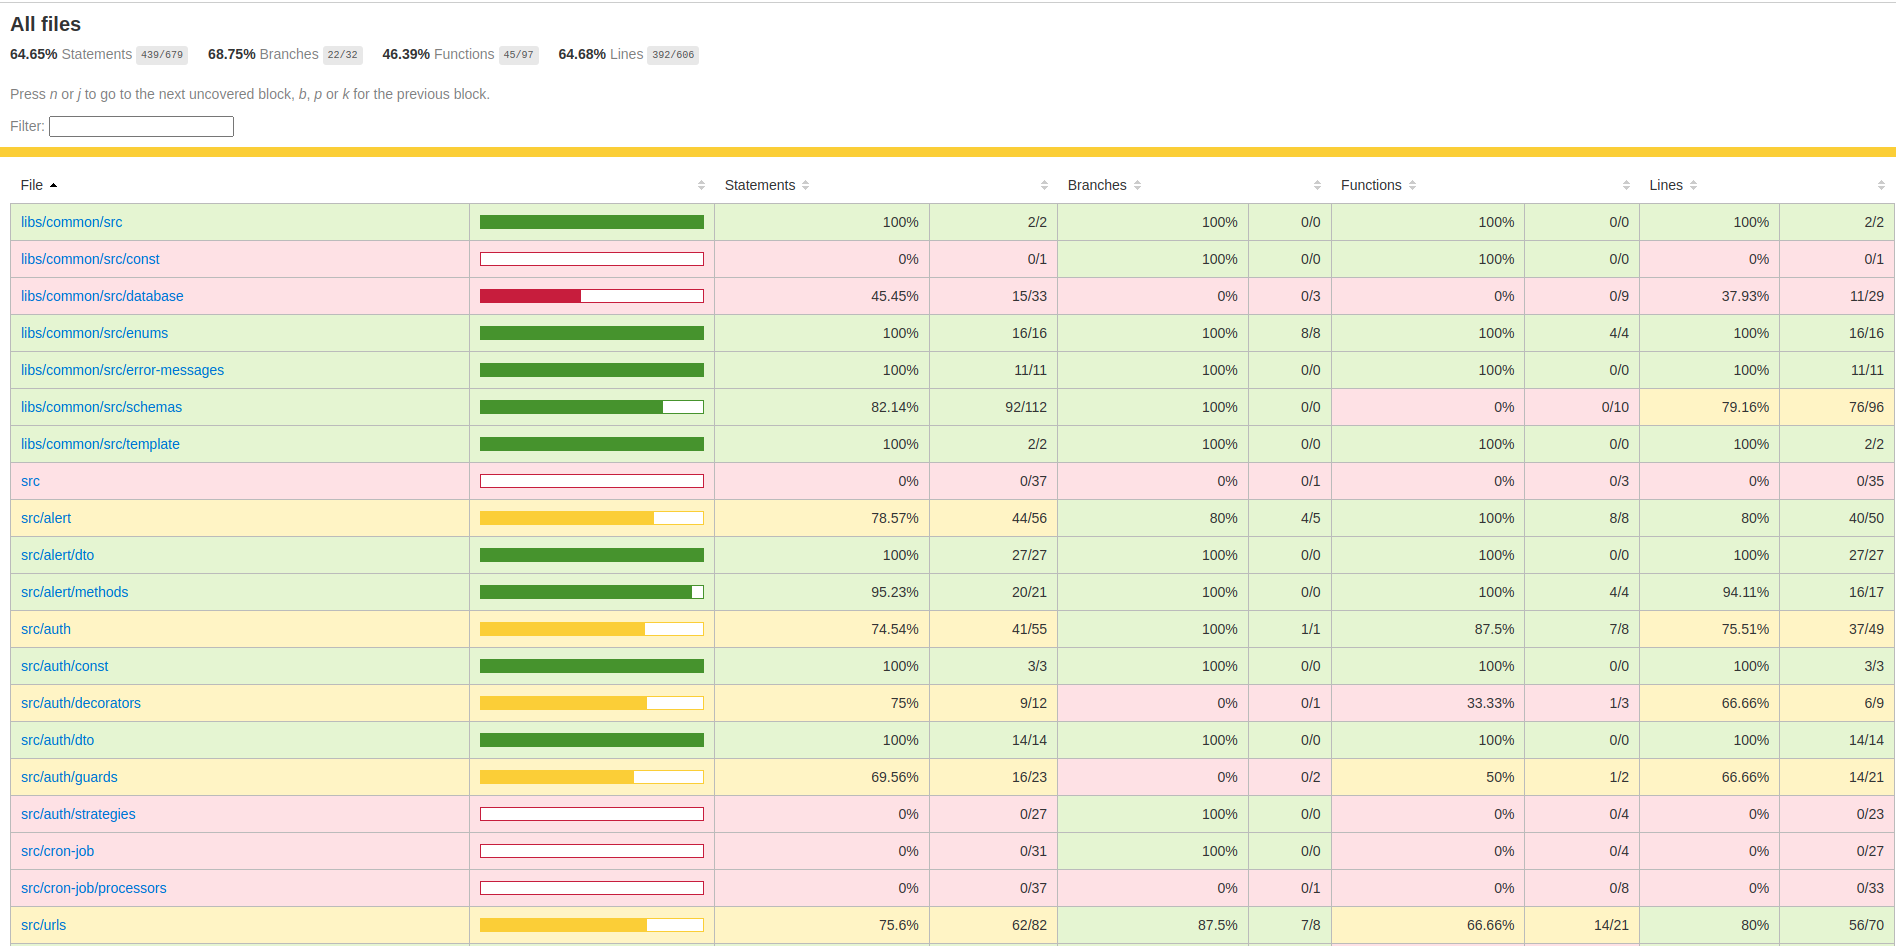 All files
64.65% Statements 439/679 68.75% Branches 22/32 46.39% Functions 45/97 64.68% Lines 392/606
Press n or j to go to the next uncovered block, b, p or k for the previous block.
Filter:
File Statements Branches Functions Lines
libs/common/src 100% 2/2 100% 0/0 100% 0/0 100% 2/2
libs/common/src/const 0% 0/1 100% 0/0 100% 0/0 0% 0/1
libs/common/src/database 45.45% 15/33 0% 0/3 0% 0/9 37.93% 11/29
libs/common/src/enums 100% 16/16 100% 8/8 100% 4/4 100% 16/16
libs/common/src/error-messages 100% 11/11 100% 0/0 100% 0/0 100% 11/11
libs/common/src/schemas 82.14% 92/112 100% 0/0 0% 0/10 79.16% 76/96
libs/common/src/template 100% 2/2 100% 0/0 100% 0/0 100% 2/2
src 0% 0/37 0% 0/1 0% 0/3 0% 0/35
src/alert 78.57% 44/56 80% 4/5 100% 8/8 80% 40/50
src/alert/dto 100% 27/27 100% 0/0 100% 0/0 100% 27/27
src/alert/methods 95.23% 20/21 100% 0/0 100% 4/4 94.11% 16/17
src/auth 74.54% 41/55 100% 1/1 87.5% 7/8 75.51% 37/49
src/auth/const 100% 3/3 100% 0/0 100% 0/0 100% 3/3
src/auth/decorators 75% 9/12 0% 0/1 33.33% 1/3 66.66% 6/9
src/auth/dto 100% 14/14 100% 0/0 100% 0/0 100% 14/14
src/auth/guards 69.56% 16/23 0% 0/2 50% 1/2 66.66% 14/21
src/auth/strategies 0% 0/27 100% 0/0 0% 0/4 0% 0/23
src/cron-job 0% 0/31 100% 0/0 0% 0/4 0% 0/27
src/cron-job/processors 0% 0/37 0% 0/1 0% 0/8 0% 0/33
src/urls 75.6% 62/82 87.5% 7/8 66.66% 14/21 80% 56/70